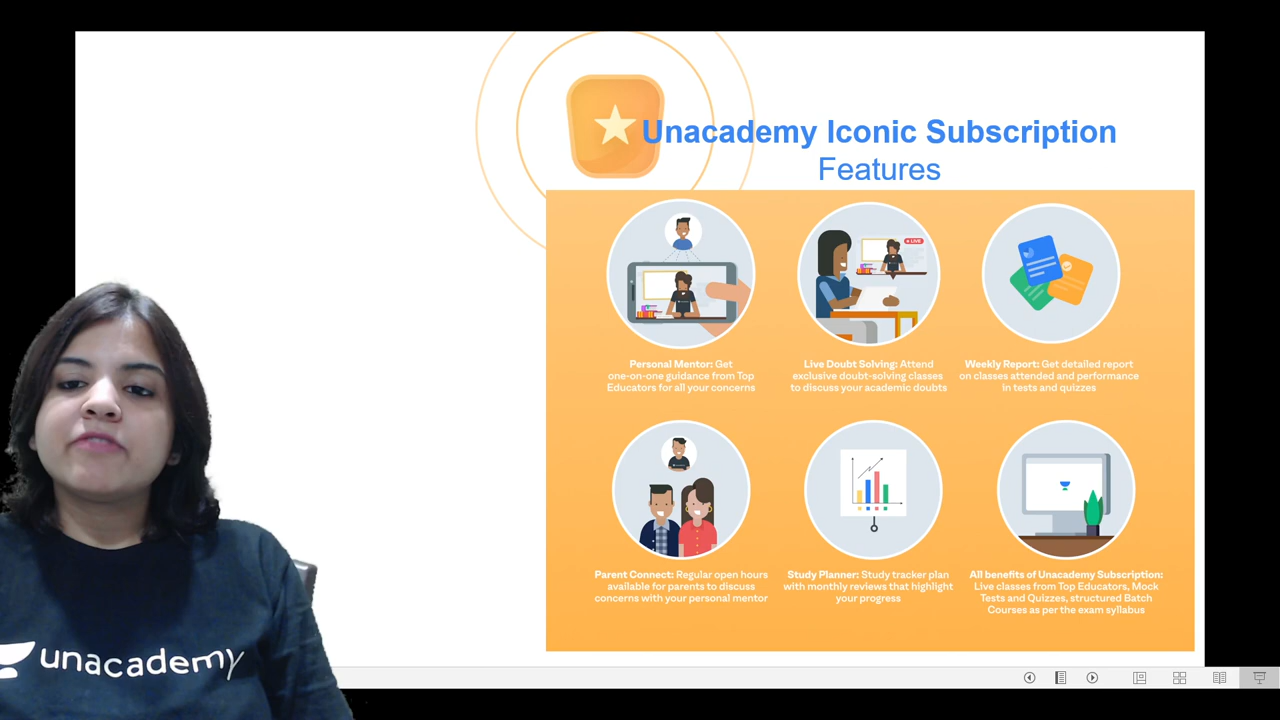 Unacademy Iconic Subscription
Features
LIVE
Personal Mentor: Get
one-on-one guidance from Top
Educators for all your concerns
Live Doubt Solving: Attend
exclusive doubt-solving classes
to discuss your academic doubts
Weekly Report: Get detailed report
on classes attended and performance
in tests and quizzes
Parent Connect: Regular open hours
available for parents to discuss
concerns with your personal mentor
Study Planner: Study tracker plan
with monthly reviews that highlight
your progress
All benefits of Unacademy Subscription:
Live classes from Top Educators, Mock
Tests and Quizzes, structured Batch
Courses as per the exam syllabus
unacademy